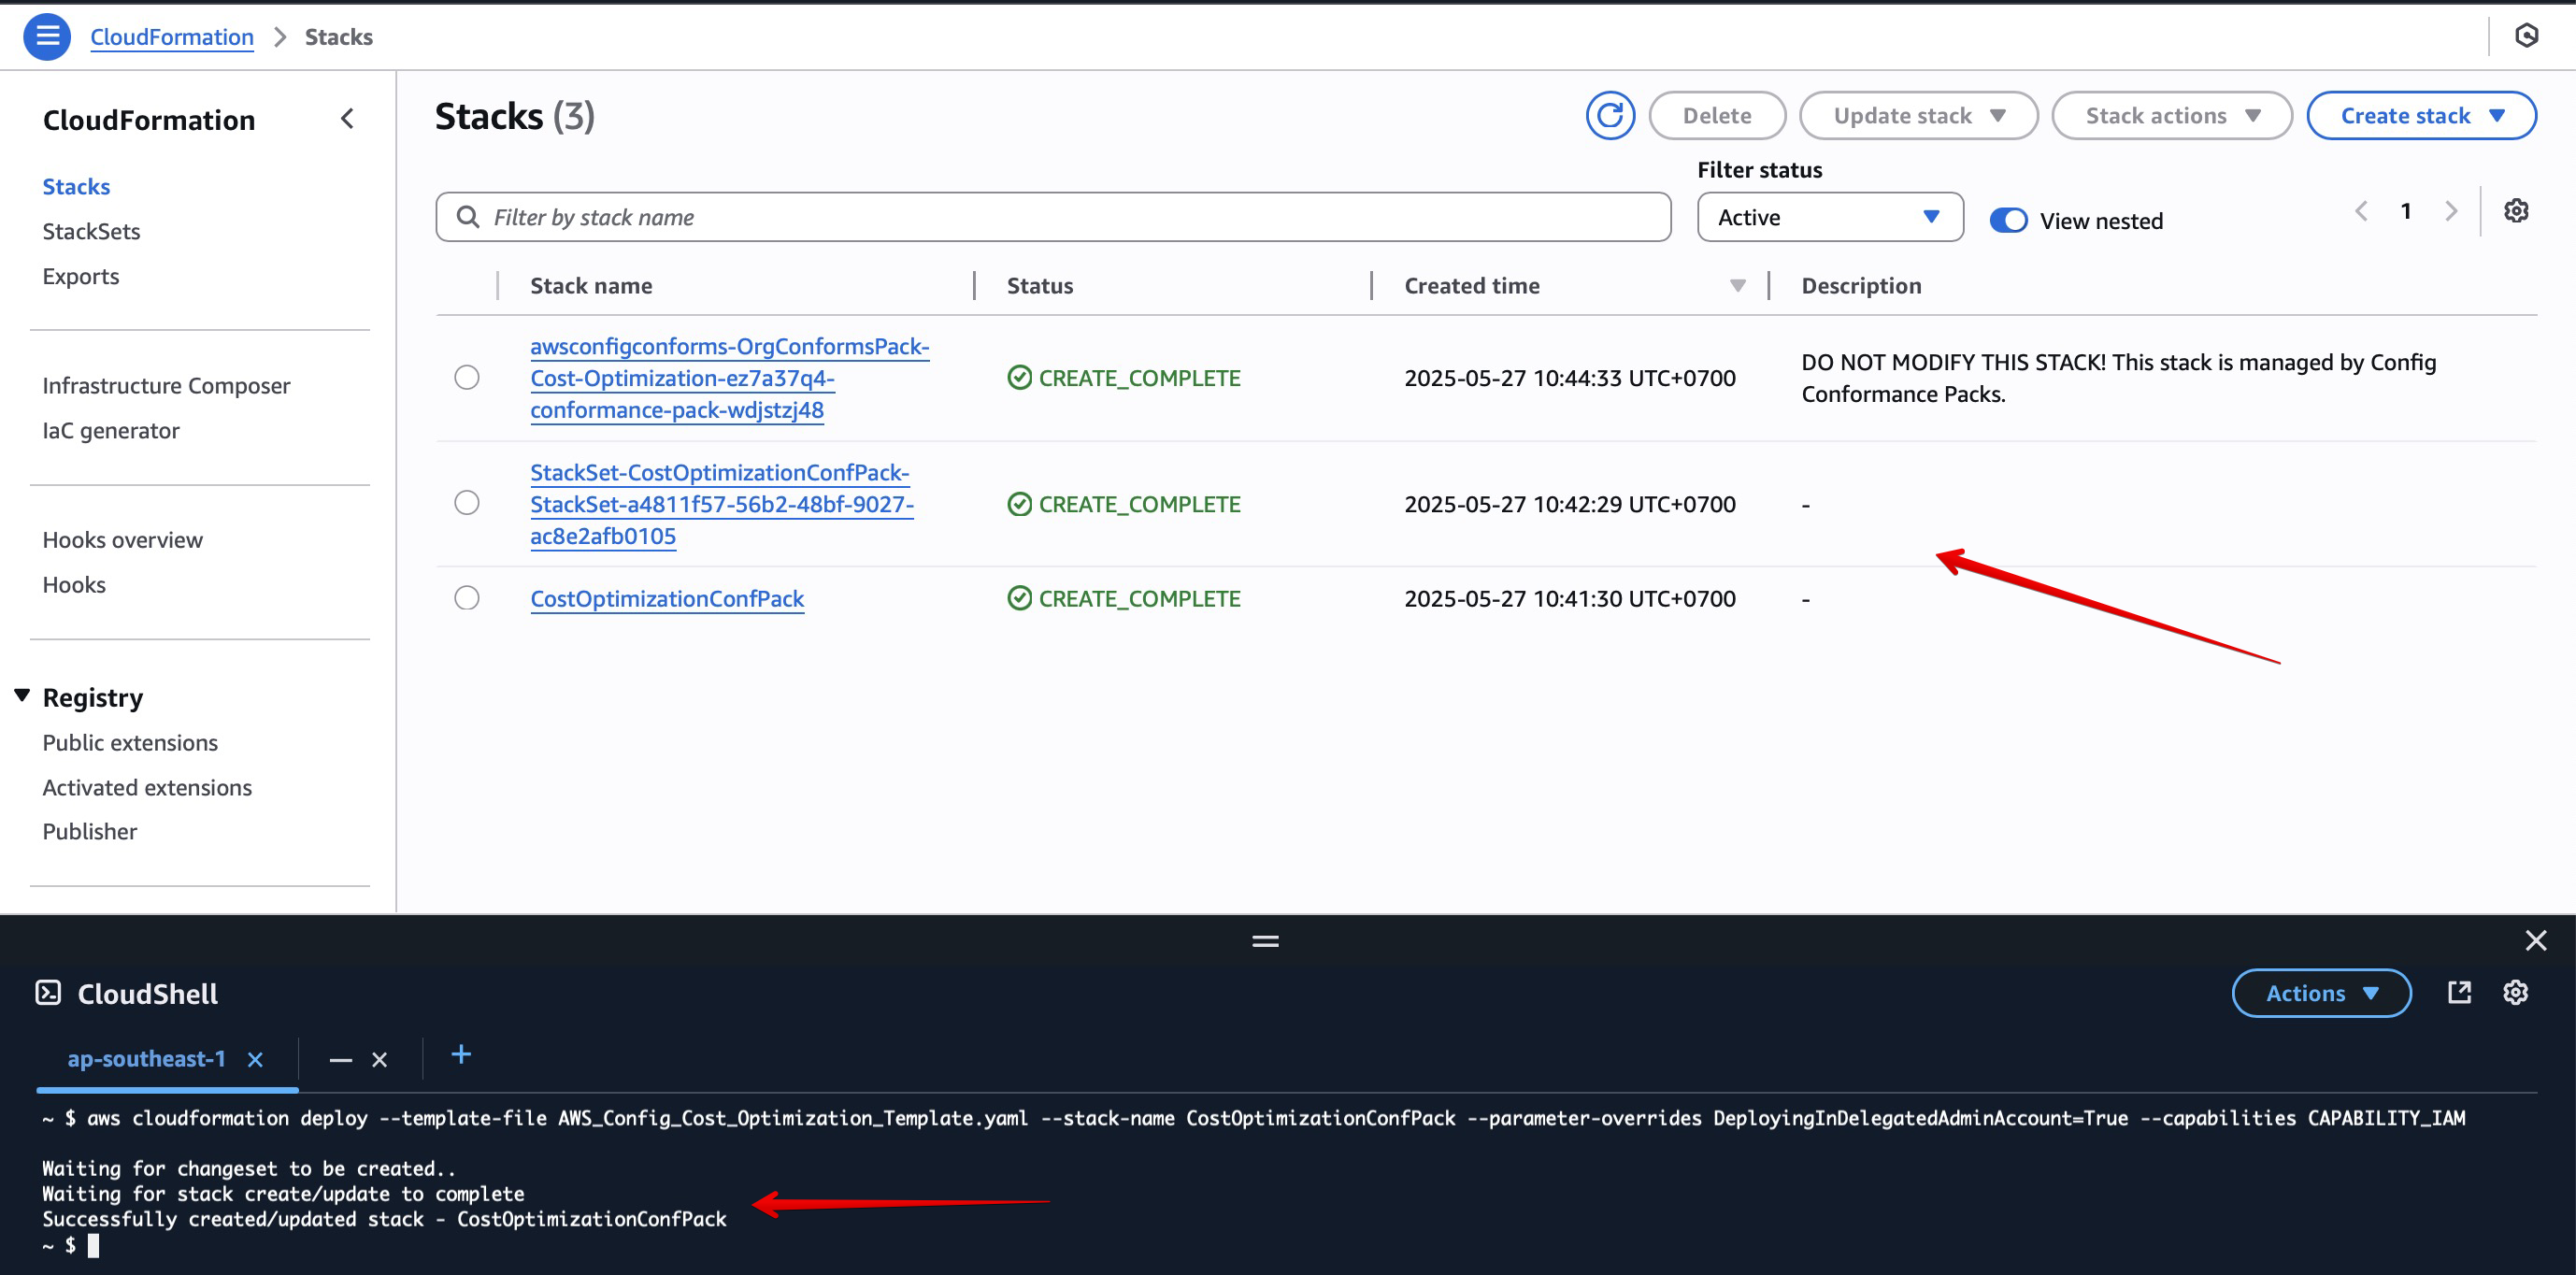 CloudFormation > Stacks
CloudFormation
Stacks
StackSets
Exports
Infrastructure Composer
IaC generator
Hooks overview
Hooks
Registry
Public extensions
Activated extensions
Publisher
Stacks (3)
Delete
Update stack
Stack actions
Create stack
Filter status
Filter by stack name
Active
View nested
1
Stack name
Status
Created time
Description
awsconfigconforms-OrgConformsPack-
Cost-Optimization-ez7a37q4-
conformance-pack-wdjstzj48
CREATE_COMPLETE
2025-05-27 10:44:33 UTC+0700
DO NOT MODIFY THIS STACK! This stack is managed by Config
Conformance Packs.
StackSet-CostOptimizationConfPack-
StackSet-a4811f57-56b2-48bf-9027-
ac8e2afb0105
CREATE_COMPLETE
2025-05-27 10:42:29 UTC+0700
-
CostOptimizationConfPack
CREATE_COMPLETE
2025-05-27 10:41:30 UTC+0700
-
CloudShell
Actions
ap-southeast-1
~ $ aws cloudformation deploy --template-file AWS_Config_Cost_Optimization_Template.yaml --stack-name CostOptimizationConfPack --parameter-overrides DeployingInDelegatedAdminAccount=True --capabilities CAPABILITY_IAM
Waiting for changeset to be created..
Waiting for stack create/update to complete
Successfully created/updated stack - CostOptimizationConfPack
~ $